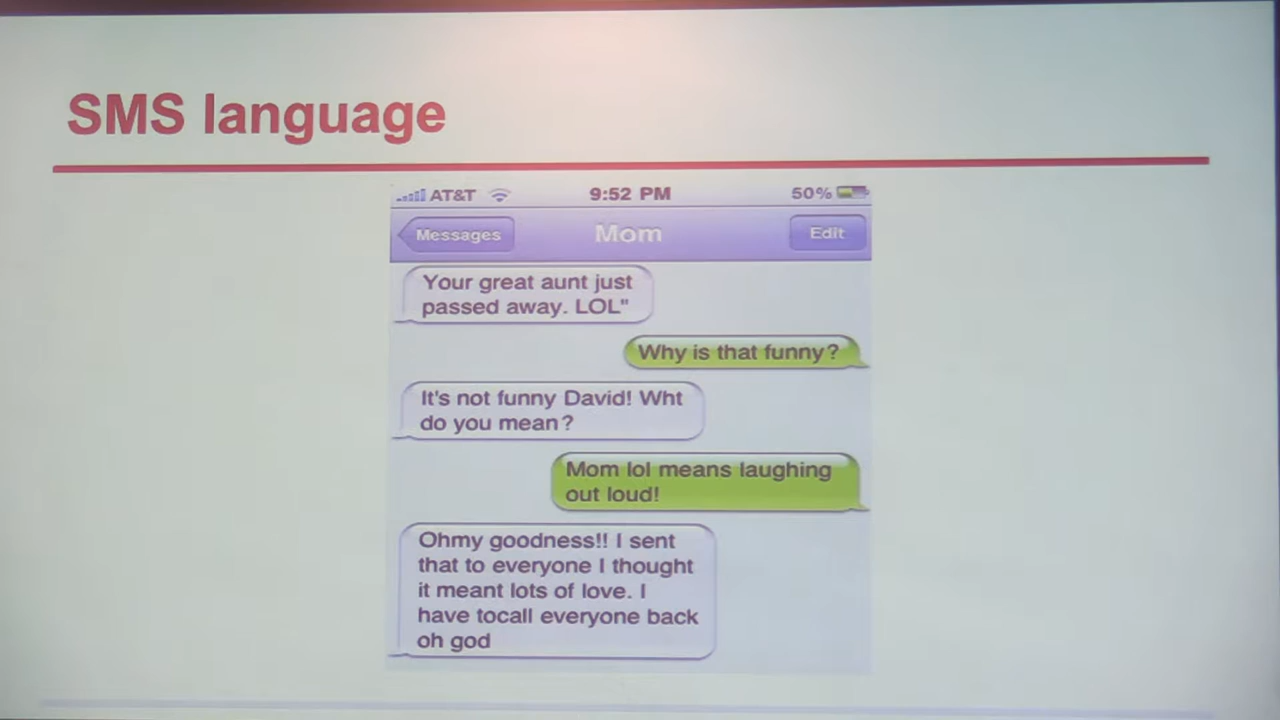 SMS language
AT&T 9:52 PM 50%
Messages Mom Edit
Your great aunt just
passed away. LOL"
Why is that funny?
It's not funny David! Wht
do you mean?
Mom lol means laughing
out loud!
Ohmy goodness!! I sent
that to everyone I thought
it meant lots of love. I
have tocall everyone back
oh god